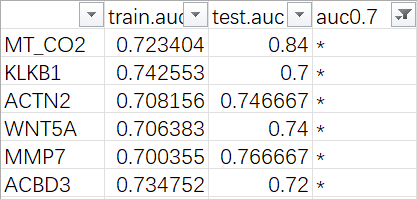 train.auc test.auc auc0.7
MT_CO2 0.723404 0.84 *
KLKB1 0.742553 0.7 *
ACTN2 0.708156 0.746667 *
WNT5A 0.706383 0.74 *
MMP7 0.700355 0.766667 *
ACBD3 0.734752 0.72 *